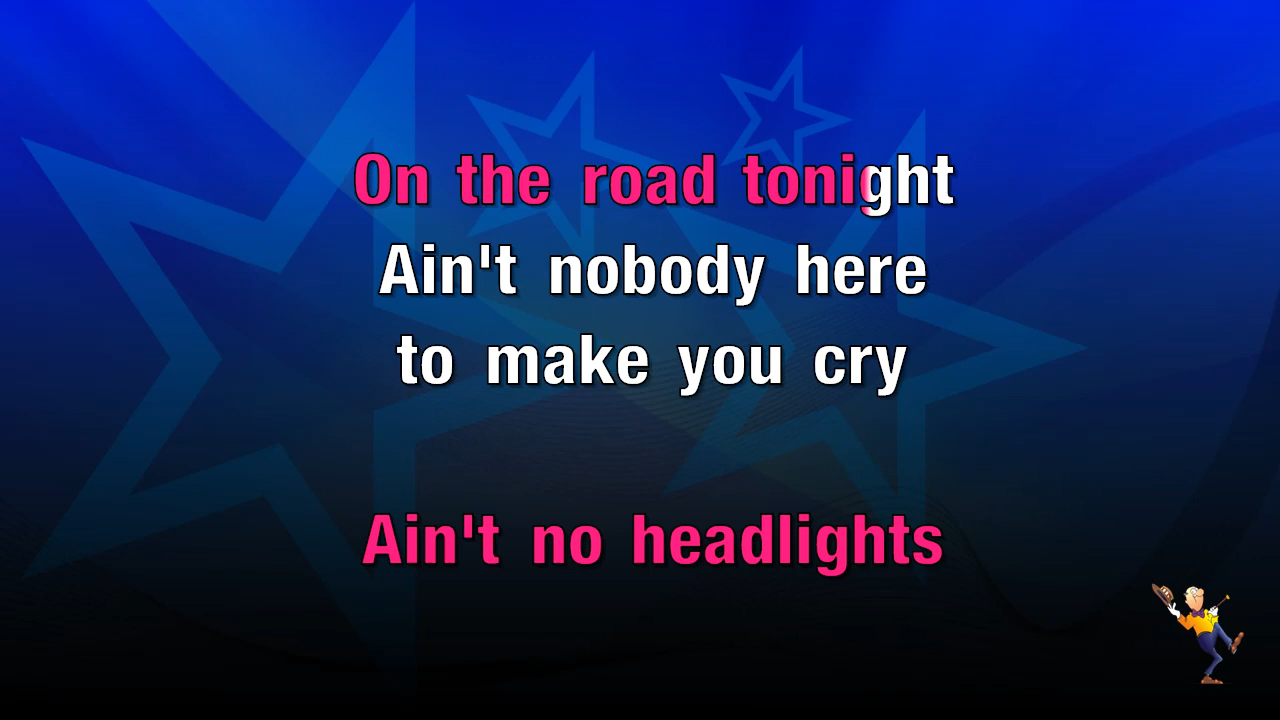 On the road tonight
Ain't nobody here
to make you cry
Ain't no headlights